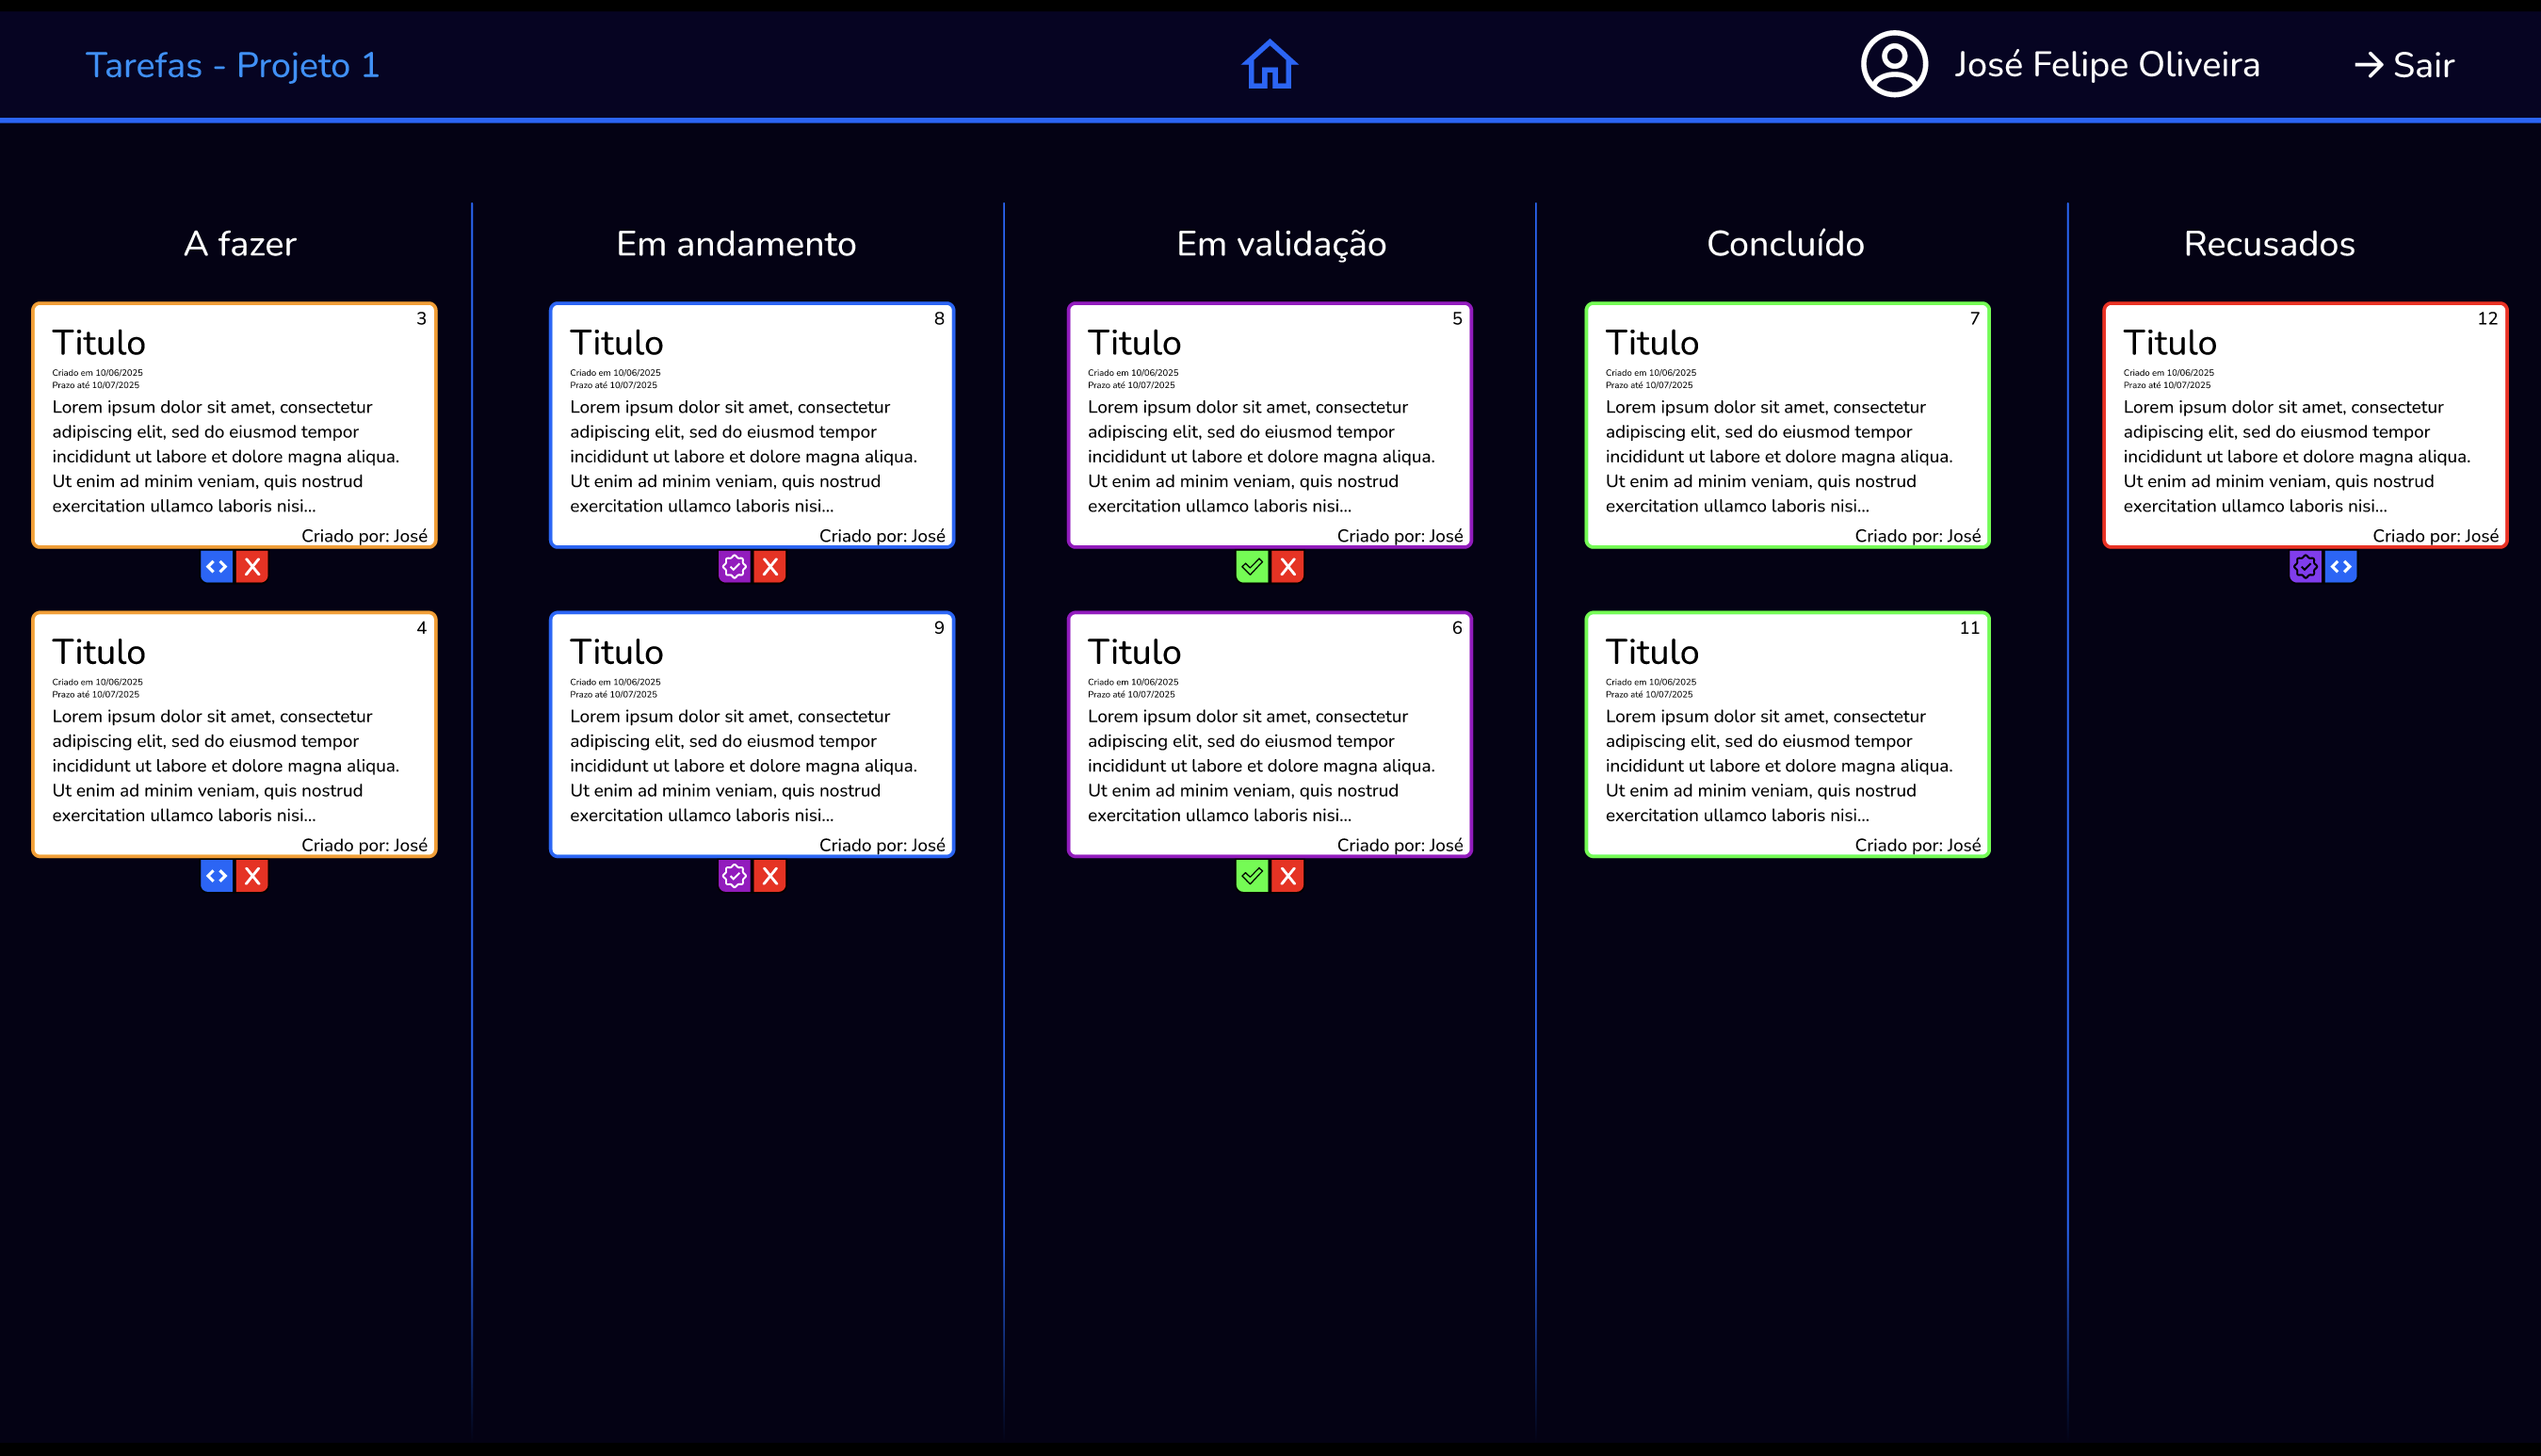 Tarefas - Projeto 1
José Felipe Oliveira
Sair
A fazer
3
Titulo
Criado em 10/06/2025
Prazo até 10/07/2025
Lorem ipsum dolor sit amet, consectetur
adipiscing elit, sed do eiusmod tempor
incididunt ut labore et dolore magna aliqua.
Ut enim ad minim veniam, quis nostrud
exercitation ullamco laboris nisi...
Criado por: José
X
4
Titulo
Criado em 10/06/2025
Prazo até 10/07/2025
Lorem ipsum dolor sit amet, consectetur
adipiscing elit, sed do eiusmod tempor
incididunt ut labore et dolore magna aliqua.
Ut enim ad minim veniam, quis nostrud
exercitation ullamco laboris nisi...
Criado por: José
X
Em andamento
8
Titulo
Criado em 10/06/2025
Prazo até 10/07/2025
Lorem ipsum dolor sit amet, consectetur
adipiscing elit, sed do eiusmod tempor
incididunt ut labore et dolore magna aliqua.
Ut enim ad minim veniam, quis nostrud
exercitation ullamco laboris nisi...
Criado por: José
X
9
Titulo
Criado em 10/06/2025
Prazo até 10/07/2025
Lorem ipsum dolor sit amet, consectetur
adipiscing elit, sed do eiusmod tempor
incididunt ut labore et dolore magna aliqua.
Ut enim ad minim veniam, quis nostrud
exercitation ullamco laboris nisi...
Criado por: José
X
Em validação
5
Titulo
Criado em 10/06/2025
Prazo até 10/07/2025
Lorem ipsum dolor sit amet, consectetur
adipiscing elit, sed do eiusmod tempor
incididunt ut labore et dolore magna aliqua.
Ut enim ad minim veniam, quis nostrud
exercitation ullamco laboris nisi...
Criado por: José
X
6
Titulo
Criado em 10/06/2025
Prazo até 10/07/2025
Lorem ipsum dolor sit amet, consectetur
adipiscing elit, sed do eiusmod tempor
incididunt ut labore et dolore magna aliqua.
Ut enim ad minim veniam, quis nostrud
exercitation ullamco laboris nisi...
Criado por: José
X
Concluído
7
Titulo
Criado em 10/06/2025
Prazo até 10/07/2025
Lorem ipsum dolor sit amet, consectetur
adipiscing elit, sed do eiusmod tempor
incididunt ut labore et dolore magna aliqua.
Ut enim ad minim veniam, quis nostrud
exercitation ullamco laboris nisi...
Criado por: José
11
Titulo
Criado em 10/06/2025
Prazo até 10/07/2025
Lorem ipsum dolor sit amet, consectetur
adipiscing elit, sed do eiusmod tempor
incididunt ut labore et dolore magna aliqua.
Ut enim ad minim veniam, quis nostrud
exercitation ullamco laboris nisi...
Criado por: José
Recusados
12
Titulo
Criado em 10/06/2025
Prazo até 10/07/2025
Lorem ipsum dolor sit amet, consectetur
adipiscing elit, sed do eiusmod tempor
incididunt ut labore et dolore magna aliqua.
Ut enim ad minim veniam, quis nostrud
exercitation ullamco laboris nisi...
Criado por: José